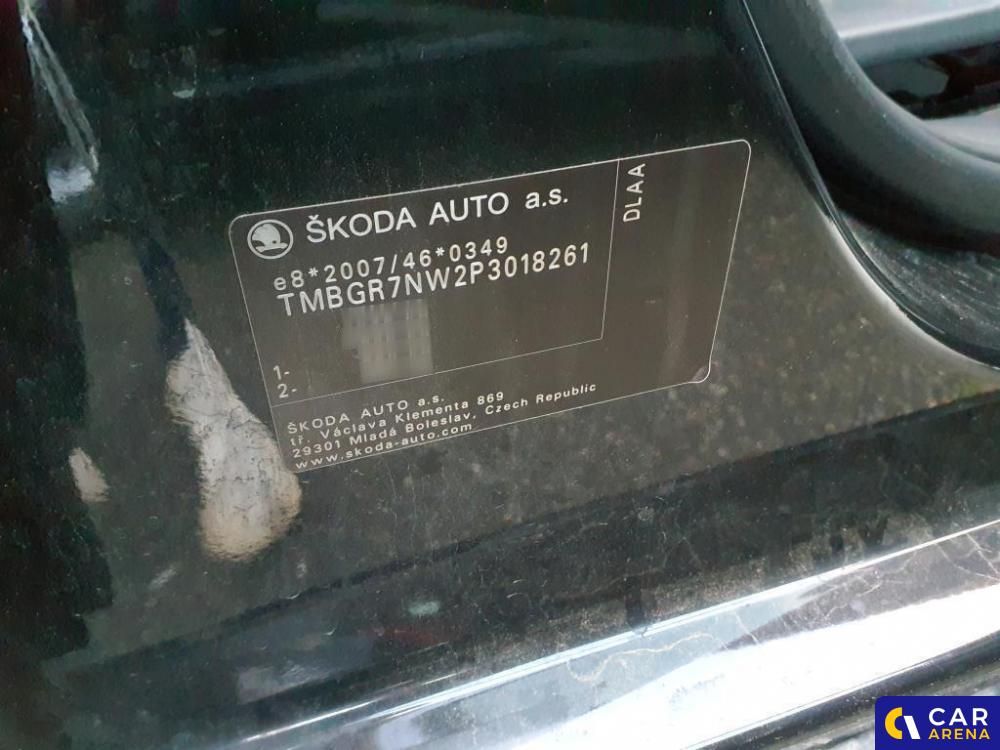 ŠKODA AUTO a.s.
DLAA
e8*2007/46*0349
TMBGR7NW2P3018261
1-
2-
ŠKODA AUTO a.s.
tř. Václava Klementa 869
29301 Mladá Boleslav, Czech Republic
www.skoda-auto.com
CAR
ARENA